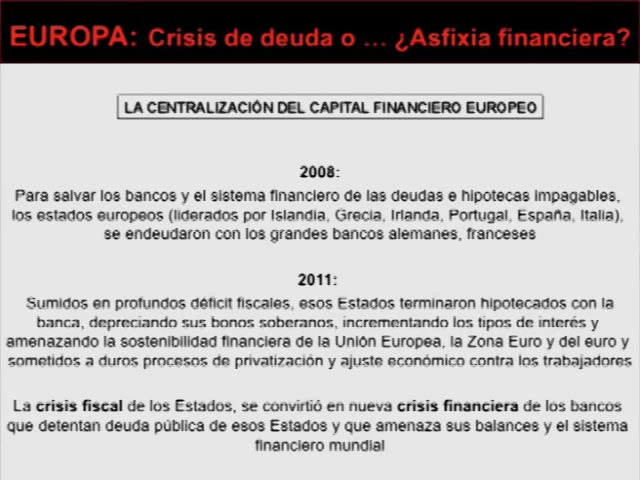 EUROPA: Crisis de deuda o ... ¿Asfixia financiera?
LA CENTRALIZACIÓN DEL CAPITAL FINANCIERO EUROPEO
2008:
Para salvar los bancos y el sistema financiero de las deudas e hipotecas impagables,
los estados europeos (liderados por Islandia, Grecia, Irlanda, Portugal, España, Italia),
se endeudaron con los grandes bancos alemanes, franceses
2011:
Sumidos en profundos déficit fiscales, esos Estados terminaron hipotecados con la
banca, depreciando sus bonos soberanos, incrementando los tipos de interés y
amenazando la sostenibilidad financiera de la Unión Europea, la Zona Euro y del euro y
sometidos a duros procesos de privatización y ajuste económico contra los trabajadores
La crisis fiscal de los Estados, se convirtió en nueva crisis financiera de los bancos
que detentan deuda pública de esos Estados y que amenaza sus balances y el sistema
financiero mundial